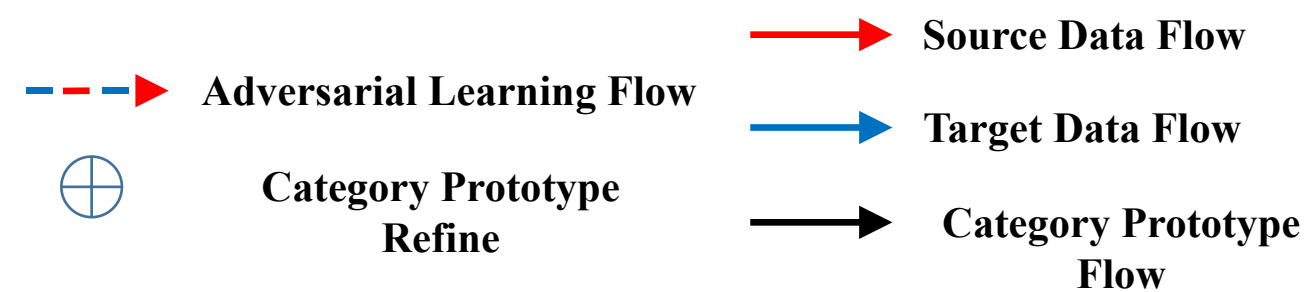 Adversarial Learning Flow
Category Prototype
Refine
Source Data Flow
Target Data Flow
Category Prototype
Flow